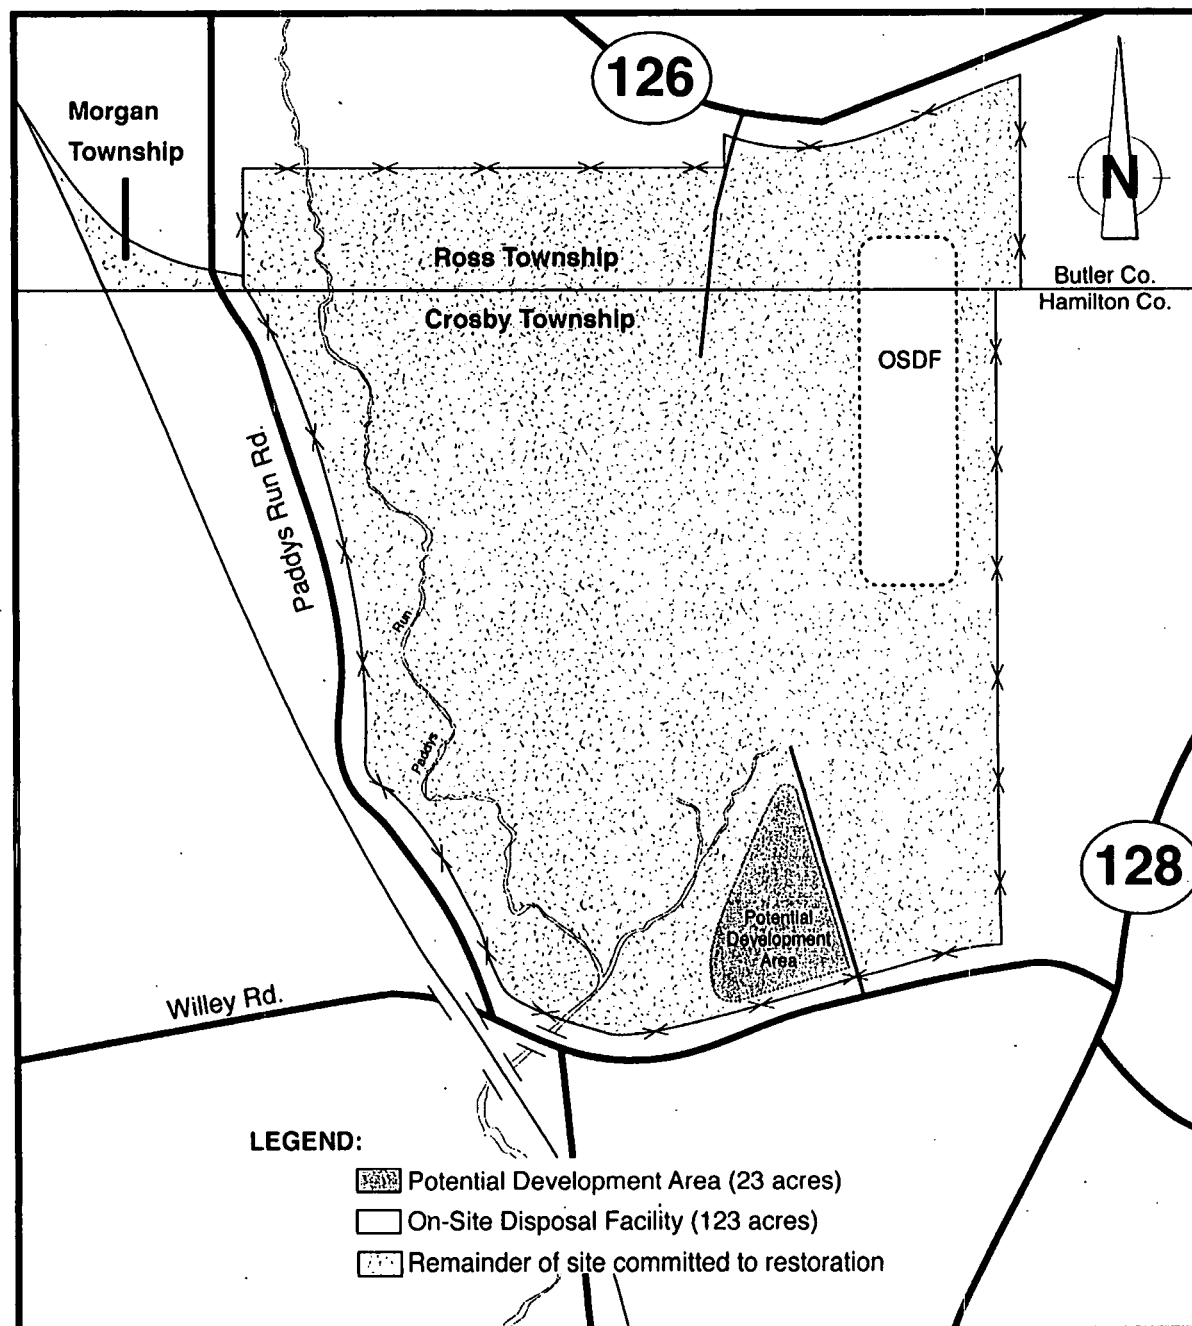 126
Morgan
Township
N
Ross Township
Butler Co.
Hamilton Co.
Crosby Township
OSDF
Paddys Run Rd.
Run
Paddys
128
Potential
Development
Area
Willey Rd.
LEGEND:
Potential Development Area (23 acres)
On-Site Disposal Facility (123 acres)
Remainder of site committed to restoration